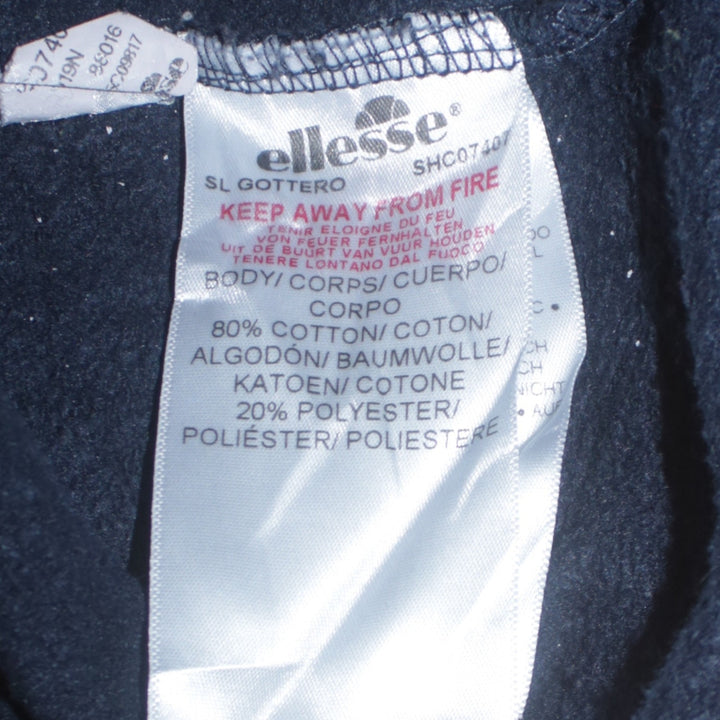 ellesse®
SHC07407
SL GOTTERO
KEEP AWAY FROM FIRE
TENIR ELOIGNE DU FEU
VON FEUER FERNHALTEN
UIT DE BUURT VAN VUUR HOUDEN
TENERE LONTANO DAL FUOCO
BODY/ CORPS/ CUERPO/
CORPO
80% COTTON/ COTON/
ALGODÓN/ BAUMWOLLE/
KATOEN/ COTONE
20% POLYESTER/
POLIÉSTER/ POLIESTERE
19N
NICHT